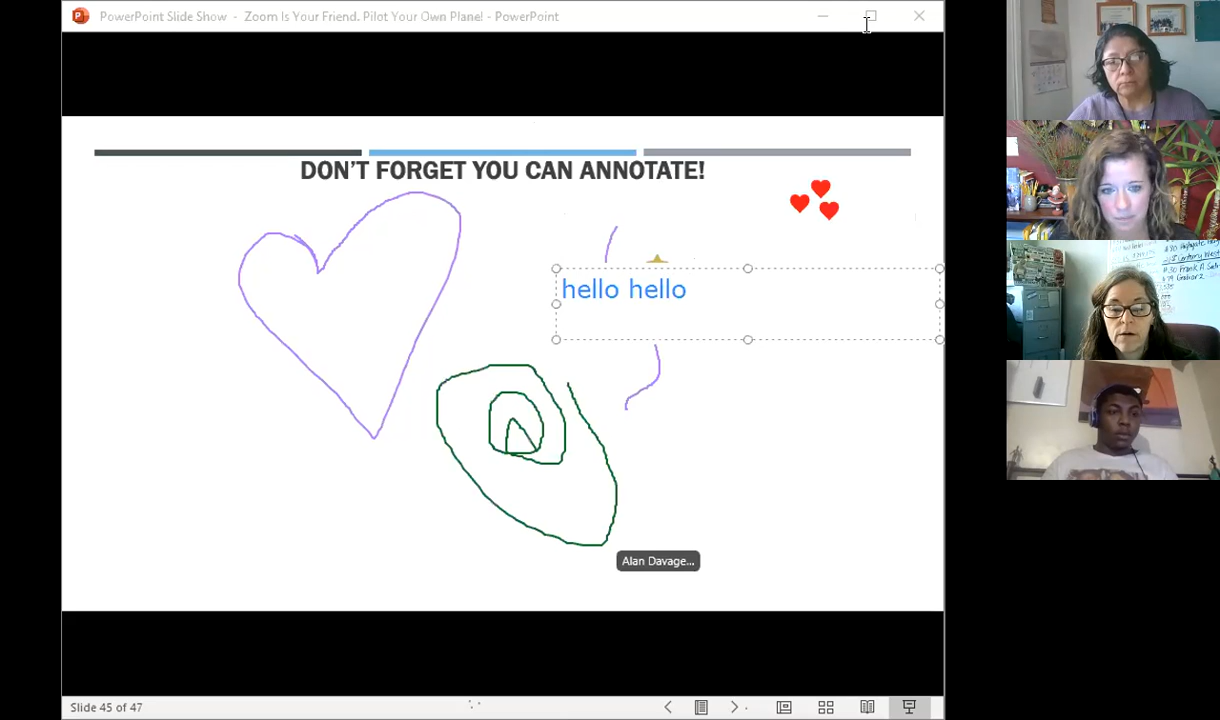 PowerPoint Slide Show - Zoom Is Your Friend. Pilot Your Own Plane! - PowerPoint
DON'T FORGET YOU CAN ANNOTATE!
hello hello
Alan Davage...
Slide 45 of 47